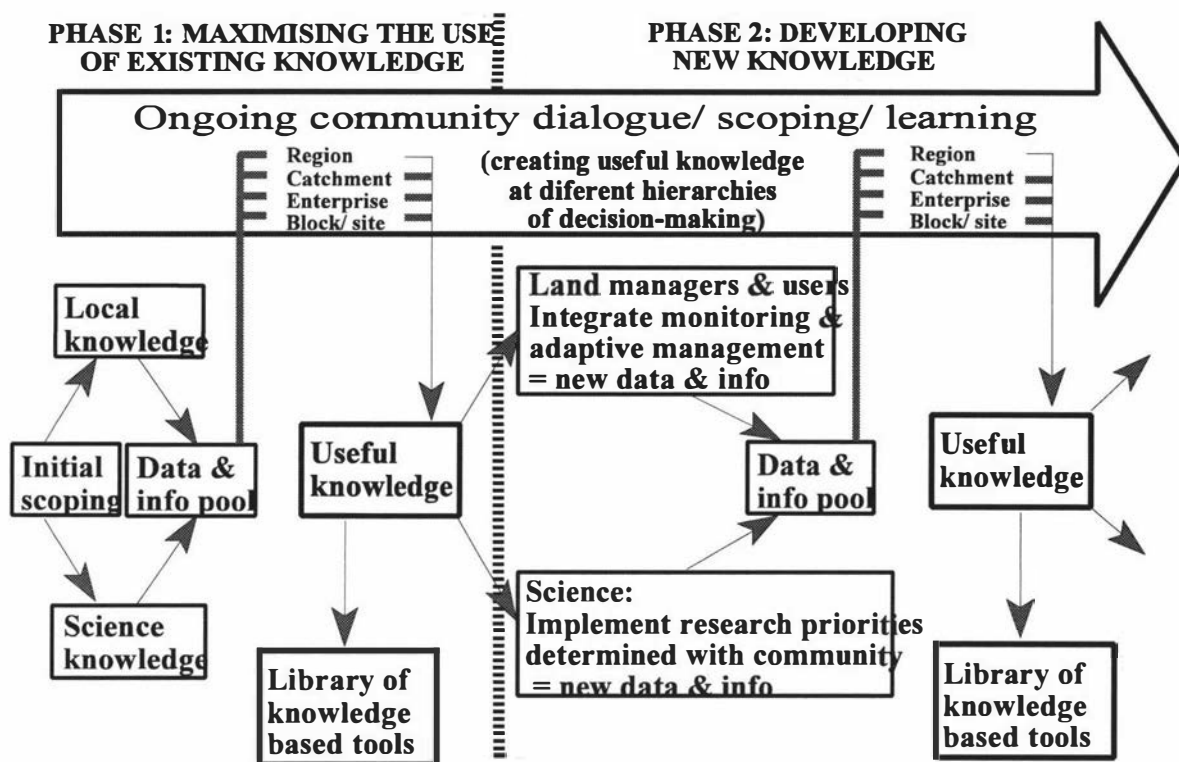 PHASE 1: MAXIMISING THE USE
OF EXISTING KNOWLEDGE
PHASE 2: DEVELOPING
NEW KNOWLEDGE
Ongoing community dialogue/ scoping/ learning
Region
Catchment
Enterprise
Block/ site
(creating useful knowledge
at diferent hierarchies
of decision-making)
Region
Catchment
Enterprise
Block/ site
Local
knowledge
Initial
scoping
Data &
info pool
Science
knowledge
Useful
knowledge
Library of
knowledge
based tools
Land managers & users
Integrate monitoring &
adaptive management
= new data & info
Science:
Implement research priorities
determined with community
= new data & info
Data &
info pool
Useful
knowledge
Library of
knowledge
based tools